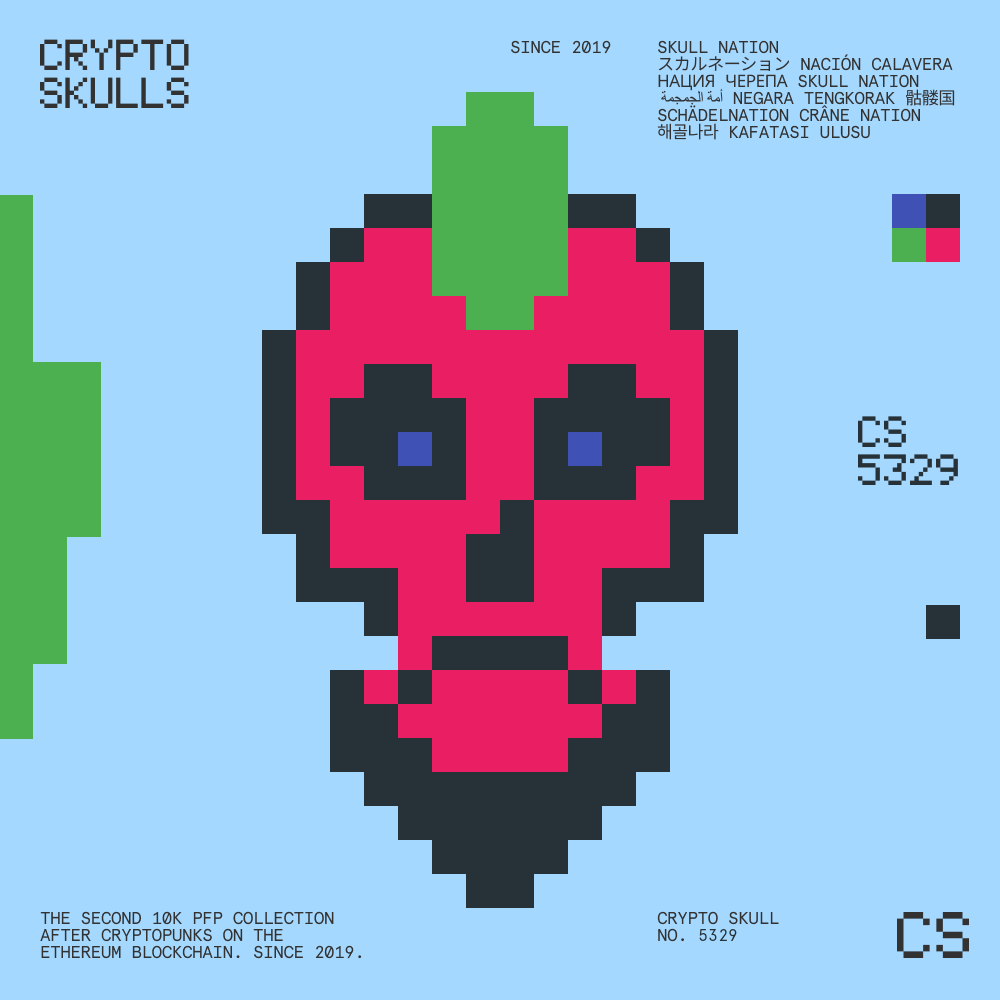 CRYPTO
SKULLS
SINCE 2019
SKULL NATION
スカルネーション NACIÓN CALAVERA
НАЦИЯ ЧЕРЕПА SKULL NATION
أمة الجمجمة NEGARA TENGKORAK 骷髅国
SCHÄDELNATION CRÂNE NATION
해골나라 KAFATASI ULUSU
CS
5329
THE SECOND 10K PFP COLLECTION
AFTER CRYPTOPUNKS ON THE
ETHEREUM BLOCKCHAIN. SINCE 2019.
CRYPTO SKULL
NO. 5329
CS